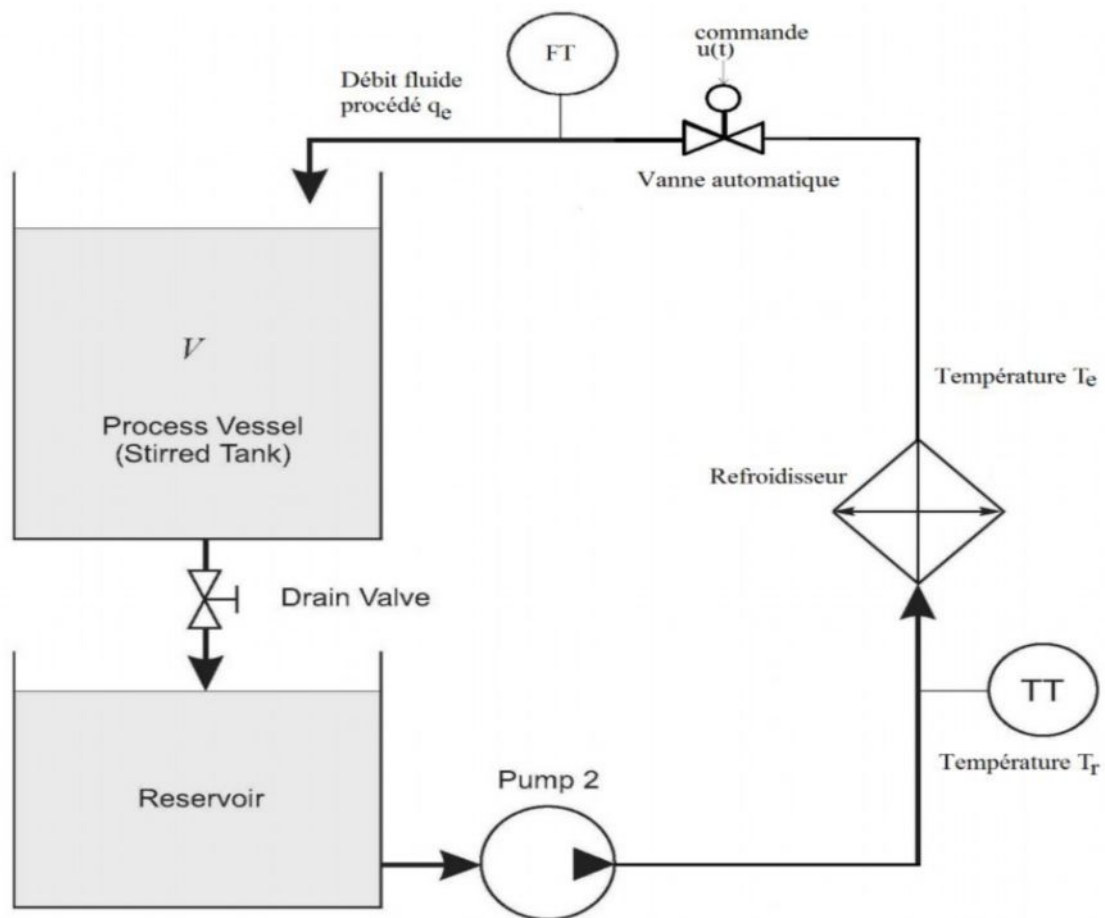 FT
commande
u(t)
Débit fluide
procédé qe
Vanne automatique
V
Process Vessel
(Stirred Tank)
Température Te
Refroidisseur
Drain Valve
TT
Température Tr
Reservoir
Pump 2